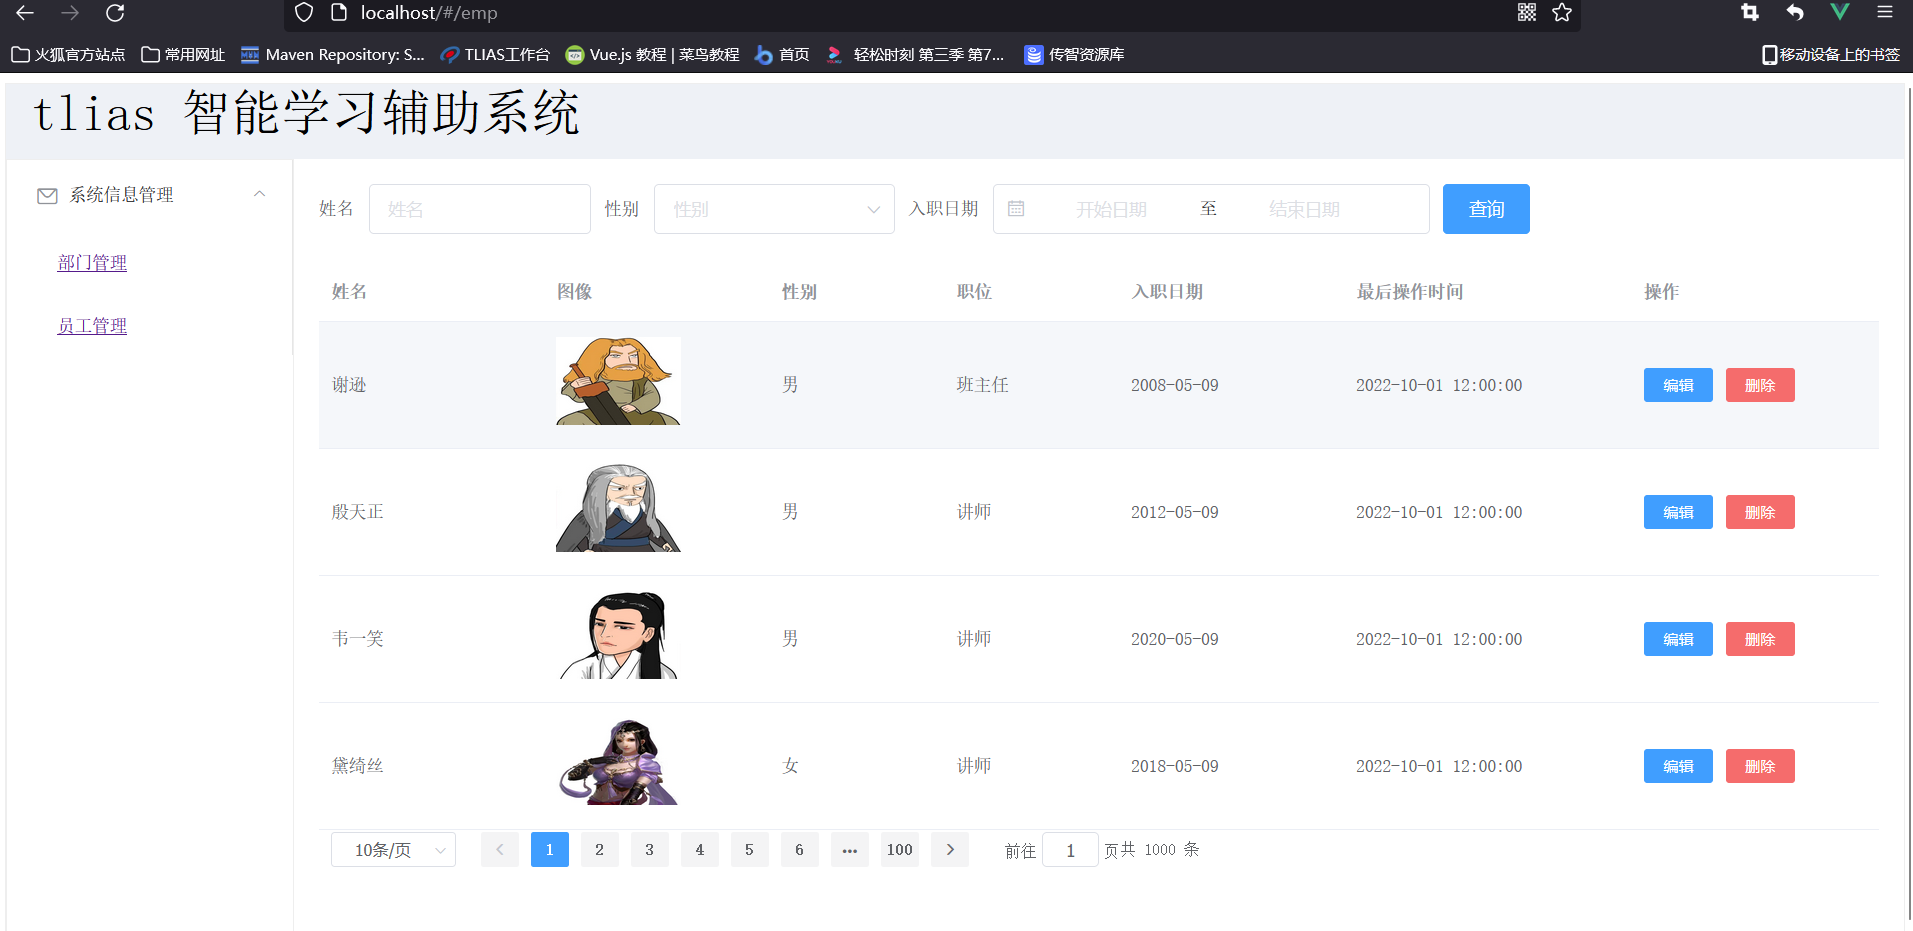 localhost/#/emp
火狐官方站点 常用网址 Maven Repository: S... TLIAS工作台 Vue.js 教程 | 菜鸟教程 首页 轻松时刻 第三季 第7... 传智资源库 移动设备上的书签
tlias 智能学习辅助系统
系统信息管理
部门管理
员工管理
姓名 姓名 性别 性别 入职日期 开始日期 至 结束日期 查询
姓名 图像 性别 职位 入职日期 最后操作时间 操作
谢逊 男 班主任 2008-05-09 2022-10-01 12:00:00 编辑 删除
殷天正 男 讲师 2012-05-09 2022-10-01 12:00:00 编辑 删除
韦一笑 男 讲师 2020-05-09 2022-10-01 12:00:00 编辑 删除
黛绮丝 女 讲师 2018-05-09 2022-10-01 12:00:00 编辑 删除
10条/页 1 2 3 4 5 6 ... 100 前往 1 页共 1000 条